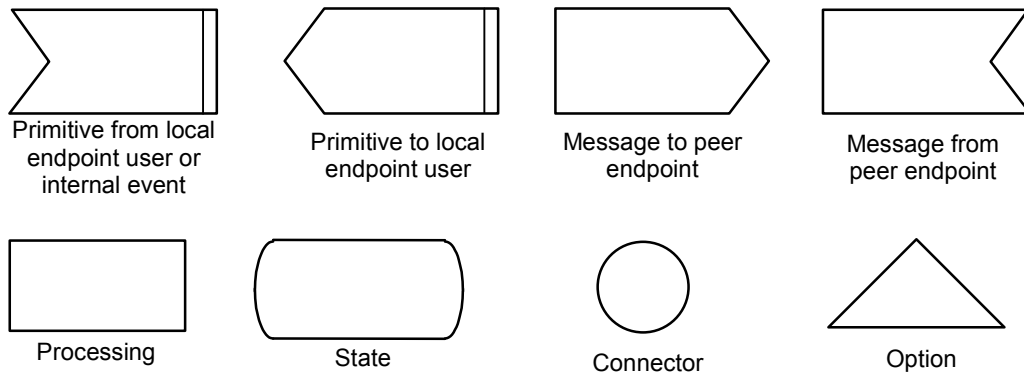 Primitive from local
endpoint user or
internal event
Primitive to local
endpoint user
Message to peer
endpoint
Message from
peer endpoint
Processing
State
Connector
Option